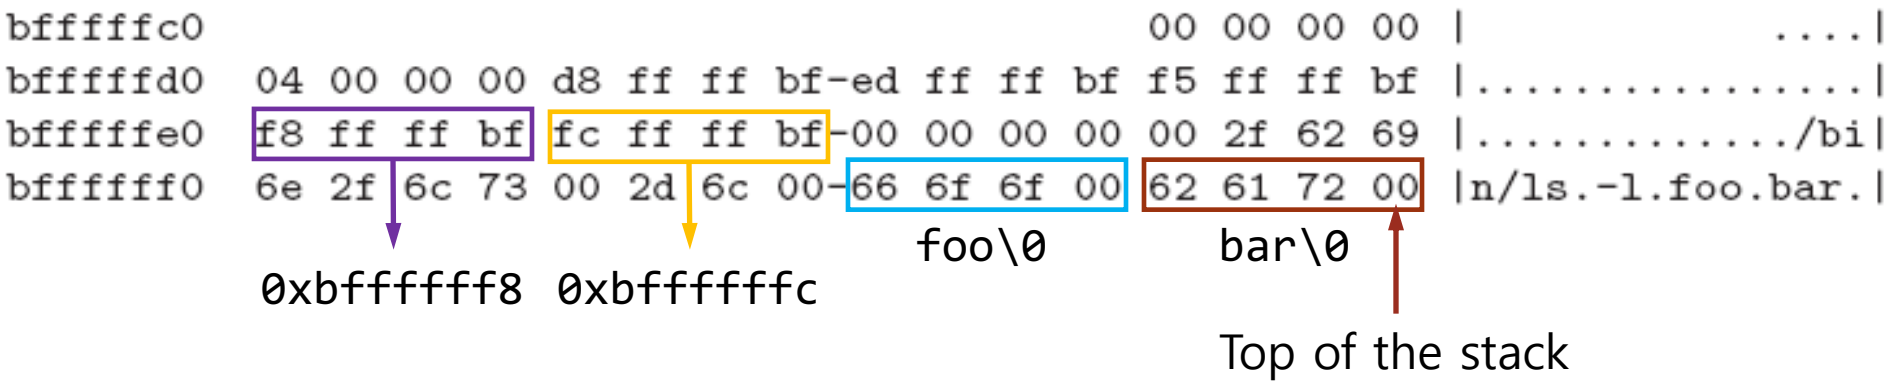 bfffffc0 00 00 00 00 | ....|
bfffffd0 04 00 00 00 d8 ff ff bf-ed ff ff bf f5 ff ff bf |................|
bfffffe0 f8 ff ff bf fc ff ff bf-00 00 00 00 00 2f 62 69 |............./bi|
bffffff0 6e 2f 6c 73 00 2d 6c 00-66 6f 6f 00 62 61 72 00 |n/ls.-l.foo.bar.|
foo\0 bar\0
0xbffffff8 0xbffffffc
Top of the stack